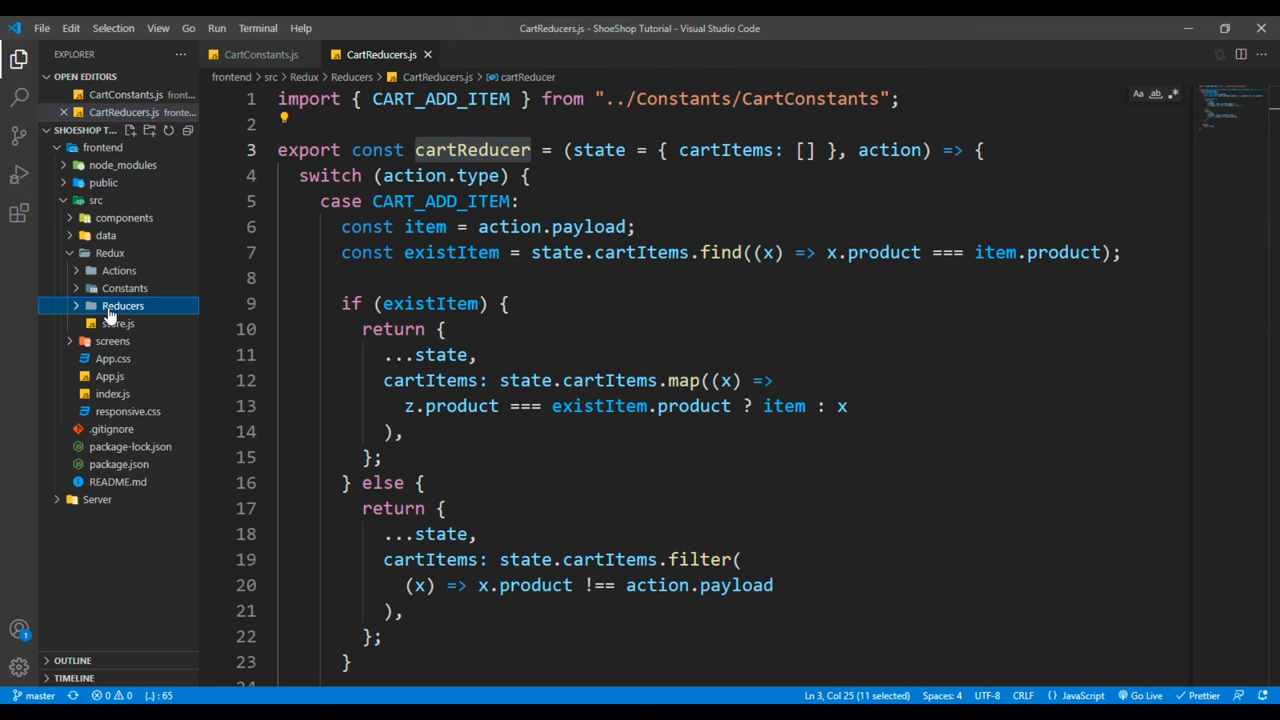 File Edit Selection View Go Run Terminal Help
CartReducers.js - ShoeShop Tutorial - Visual Studio Code
EXPLORER
OPEN EDITORS
CartConstants.js front...
CartReducers.js fronte...
SHOESHOP T...
frontend
node_modules
public
src
components
data
Redux
Actions
Constants
Reducers
store.js
screens
App.css
App.js
index.js
responsive.css
.gitignore
package-lock.json
package.json
README.md
Server
OUTLINE
TIMELINE
CartConstants.js
CartReducers.js
frontend > src > Redux > Reducers > CartReducers.js > cartReducer
Aa ab
1 import { CART_ADD_ITEM } from "../Constants/CartConstants";
2
3 export const cartReducer = (state = { cartItems: [] }, action) => {
4 switch (action.type) {
5 case CART_ADD_ITEM:
6 const item = action.payload;
7 const existItem = state.cartItems.find((x) => x.product === item.product);
8
9 if (existItem) {
10 return {
11 ...state,
12 cartItems: state.cartItems.map((x) =>
13 z.product === existItem.product ? item : x
14 ),
15 };
16 } else {
17 return {
18 ...state,
19 cartItems: state.cartItems.filter(
20 (x) => x.product !== action.payload
21 ),
22 };
23 }
24
1
master 0 0 {..} : 65
Ln 3, Col 25 (11 selected) Spaces: 4 UTF-8 CRLF {} JavaScript Go Live Prettier